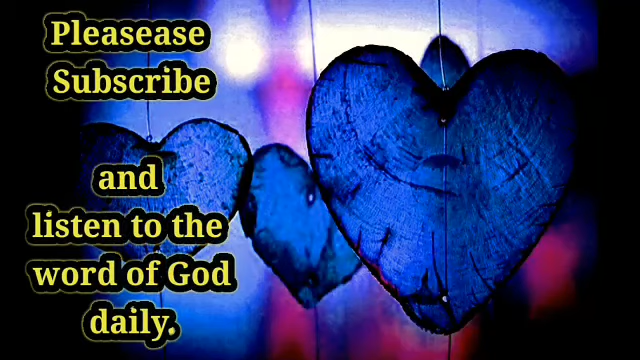 Pleasease
Subscribe
and
listen to the
word of God
daily.